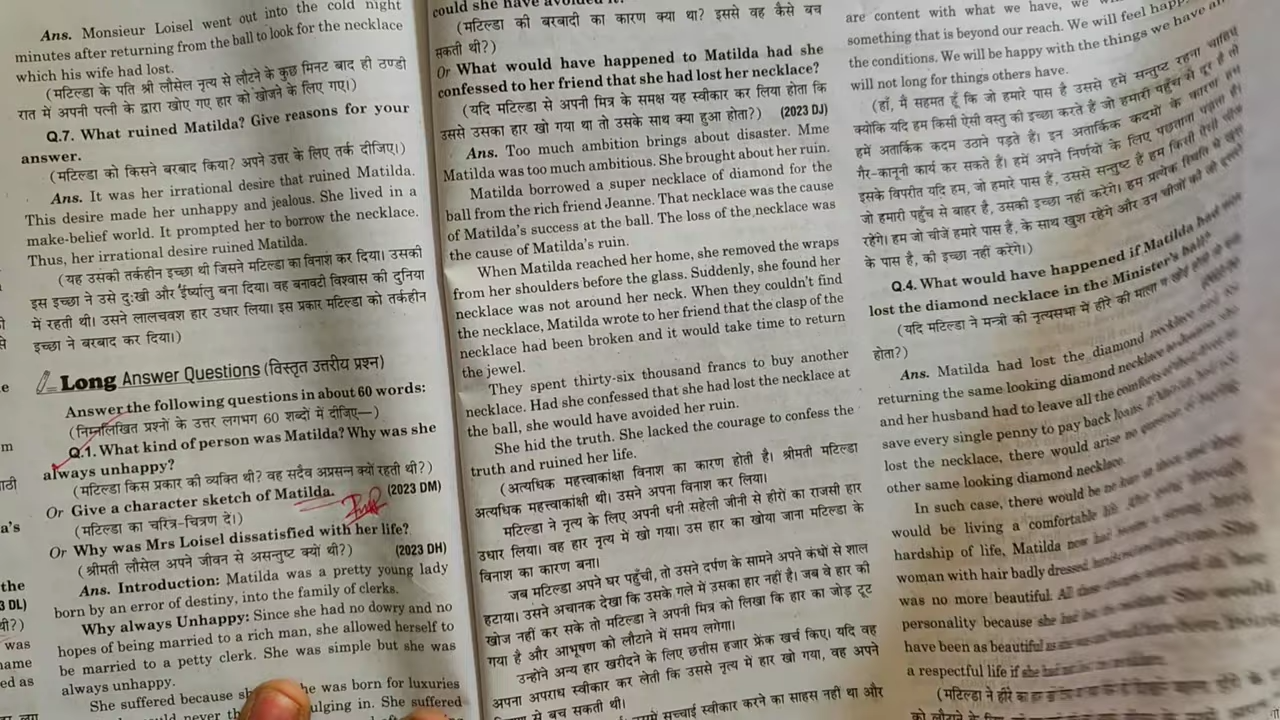 Ans. Monsieur Loisel went out into the cold night
minutes after returning from the ball to look for the necklace
which his wife had lost.
(मटिल्डा के पति श्री लौसेल नृत्य से लौटने के कुछ मिनट बाद ही ठण्डी
रात में अपनी पत्नी के द्वारा खोए गए हार को खोजने के लिए गए।)
Q.7. What ruined Matilda? Give reasons for your
answer.
(मटिल्डा को किसने बरबाद किया? अपने उत्तर के लिए तर्क दीजिए।)
Ans. It was her irrational desire that ruined Matilda.
This desire made her unhappy and jealous. She lived in a
make-belief world. It prompted her to borrow the necklace.
Thus, her irrational desire ruined Matilda.
(यह उसकी तर्कहीन इच्छा थी जिसने मटिल्डा का विनाश कर दिया। उसकी
इस इच्छा ने उसे दुःखी और ईर्ष्यालु बना दिया। वह बनावटी विश्वास की दुनिया
में रहती थी। उसने लालचवश हार उधार लिया। इस प्रकार मटिल्डा को तर्कहीन
इच्छा ने बरबाद कर दिया।)
Long Answer Questions (विस्तृत उत्तरीय प्रश्न)
Answer the following questions in about 60 words:
(निम्नलिखित प्रश्नों के उत्तर लगभग 60 शब्दों में दीजिए—)
Q.1. What kind of person was Matilda? Why was she
always unhappy?
(मटिल्डा किस प्रकार की व्यक्ति थी? वह सदैव अप्रसन्न क्यों रहती थी?)
Or Give a character sketch of Matilda. (2023 DM)
(मटिल्डा का चरित्र-चित्रण दें।)
Or Why was Mrs Loisel dissatisfied with her life?
(श्रीमती लौसेल अपने जीवन से असन्तुष्ट क्यों थी?) (2023 DH)
Ans. Introduction: Matilda was a pretty young lady
born by an error of destiny, into the family of clerks.
Why always Unhappy: Since she had no dowry and no
hopes of being married to a rich man, she allowed herself to
be married to a petty clerk. She was simple but she was
always unhappy.
She suffered because she was born for luxuries
could she have avoided it?
(मटिल्डा की बरबादी का कारण क्या था? इससे वह कैसे बच
सकती थी?)
Or What would have happened to Matilda had she
confessed to her friend that she had lost her necklace?
(यदि मटिल्डा से अपनी मित्र के समक्ष यह स्वीकार कर लिया होता कि
उससे उसका हार खो गया था तो उसके साथ क्या हुआ होता?) (2023 DJ)
Ans. Too much ambition brings about disaster. Mme
Matilda was too much ambitious. She brought about her ruin.
Matilda borrowed a super necklace of diamond for the
ball from the rich friend Jeanne. That necklace was the cause
of Matilda's success at the ball. The loss of the necklace was
the cause of Matilda's ruin.
When Matilda reached her home, she removed the wraps
from her shoulders before the glass. Suddenly, she found her
necklace was not around her neck. When they couldn't find
the necklace, Matilda wrote to her friend that the clasp of the
necklace had been broken and it would take time to return
the jewel.
They spent thirty-six thousand francs to buy another
necklace. Had she confessed that she had lost the necklace at
the ball, she would have avoided her ruin.
She hid the truth. She lacked the courage to confess the
truth and ruined her life.
(अत्यधिक महत्त्वाकांक्षा विनाश का कारण होती है। श्रीमती मटिल्डा
अत्यधिक महत्त्वाकांक्षी थी। उसने अपना विनाश कर लिया।
मटिल्डा ने नृत्य के लिए अपनी धनी सहेली जीनी से हीरों का राजसी हार
उधार लिया। वह हार नृत्य में खो गया। उस हार का खोया जाना मटिल्डा के
विनाश का कारण बना।
जब मटिल्डा अपने घर पहुँची, तो उसने दर्पण के सामने अपने कंधों से शाल
हटाया। उसने अचानक देखा कि उसके गले में उसका हार नहीं है। जब वे हार की
खोज नहीं कर सके तो मटिल्डा ने अपनी मित्र को लिखा कि हार का जोड़ टूट
गया है और आभूषण को लौटाने में समय लगेगा।
उन्होंने अन्य हार खरीदने के लिए छत्तीस हजार फ्रेंक खर्च किए। यदि वह
अपना अपराध स्वीकार कर लेती कि उससे नृत्य में हार खो गया, वह अपने
से बच सकती थी।
सच्चाई स्वीकार करने का साहस नहीं था और
are content with what we have, we
something that is beyond our reach. We will feel happy
the conditions. We will be happy with the things we have
will not long for things others have.
(हाँ, मैं सहमत हूँ कि जो हमारे पास है उससे हमें सन्तुष्ट रहना चाहिए
क्योंकि यदि हम किसी ऐसी वस्तु की इच्छा करते हैं जो हमारी पहुँच से दूर है तो
हमें अतार्किक कदम उठाने पड़ते हैं। इन अतार्किक कदमों के कारण हम
गैर-कानूनी कार्य कर सकते हैं। हमें अपने निर्णयों के लिए पछताना पड़ता है।
इसके विपरीत यदि हम, जो हमारे पास है, उससे सन्तुष्ट हैं हम किसी ऐसी
जो हमारी पहुँच से बाहर है, उसकी इच्छा नहीं करेंगे। हम प्रत्येक स्थिति में खुश
रहेंगे। हम जो चीजें हमारे पास हैं, के साथ खुश रहेंगे और उन चीजों की जो
के पास है, की इच्छा नहीं करेंगे।)
Q.4. What would have happened if Matilda had not
lost the diamond necklace in the Minister's ball?
(यदि मटिल्डा ने मन्त्री की नृत्यसभा में हीरे की माला न खोई होती तो
होता?)
Ans. Matilda had lost the diamond necklace
returning the same looking diamond necklace
and her husband had to leave all the comforts of
save every single penny to pay back loans.
lost the necklace, there would arise no question of
other same looking diamond necklace.
In such case, there would be no
would be living a comfortable life. After
hardship of life, Matilda now had become a
woman with hair badly dressed
was no more beautiful. All these
personality because she had lost the
have been as beautiful as
a respectful life if she had not
(मटिल्डा ने हीरे का
को लौटाने के लिए